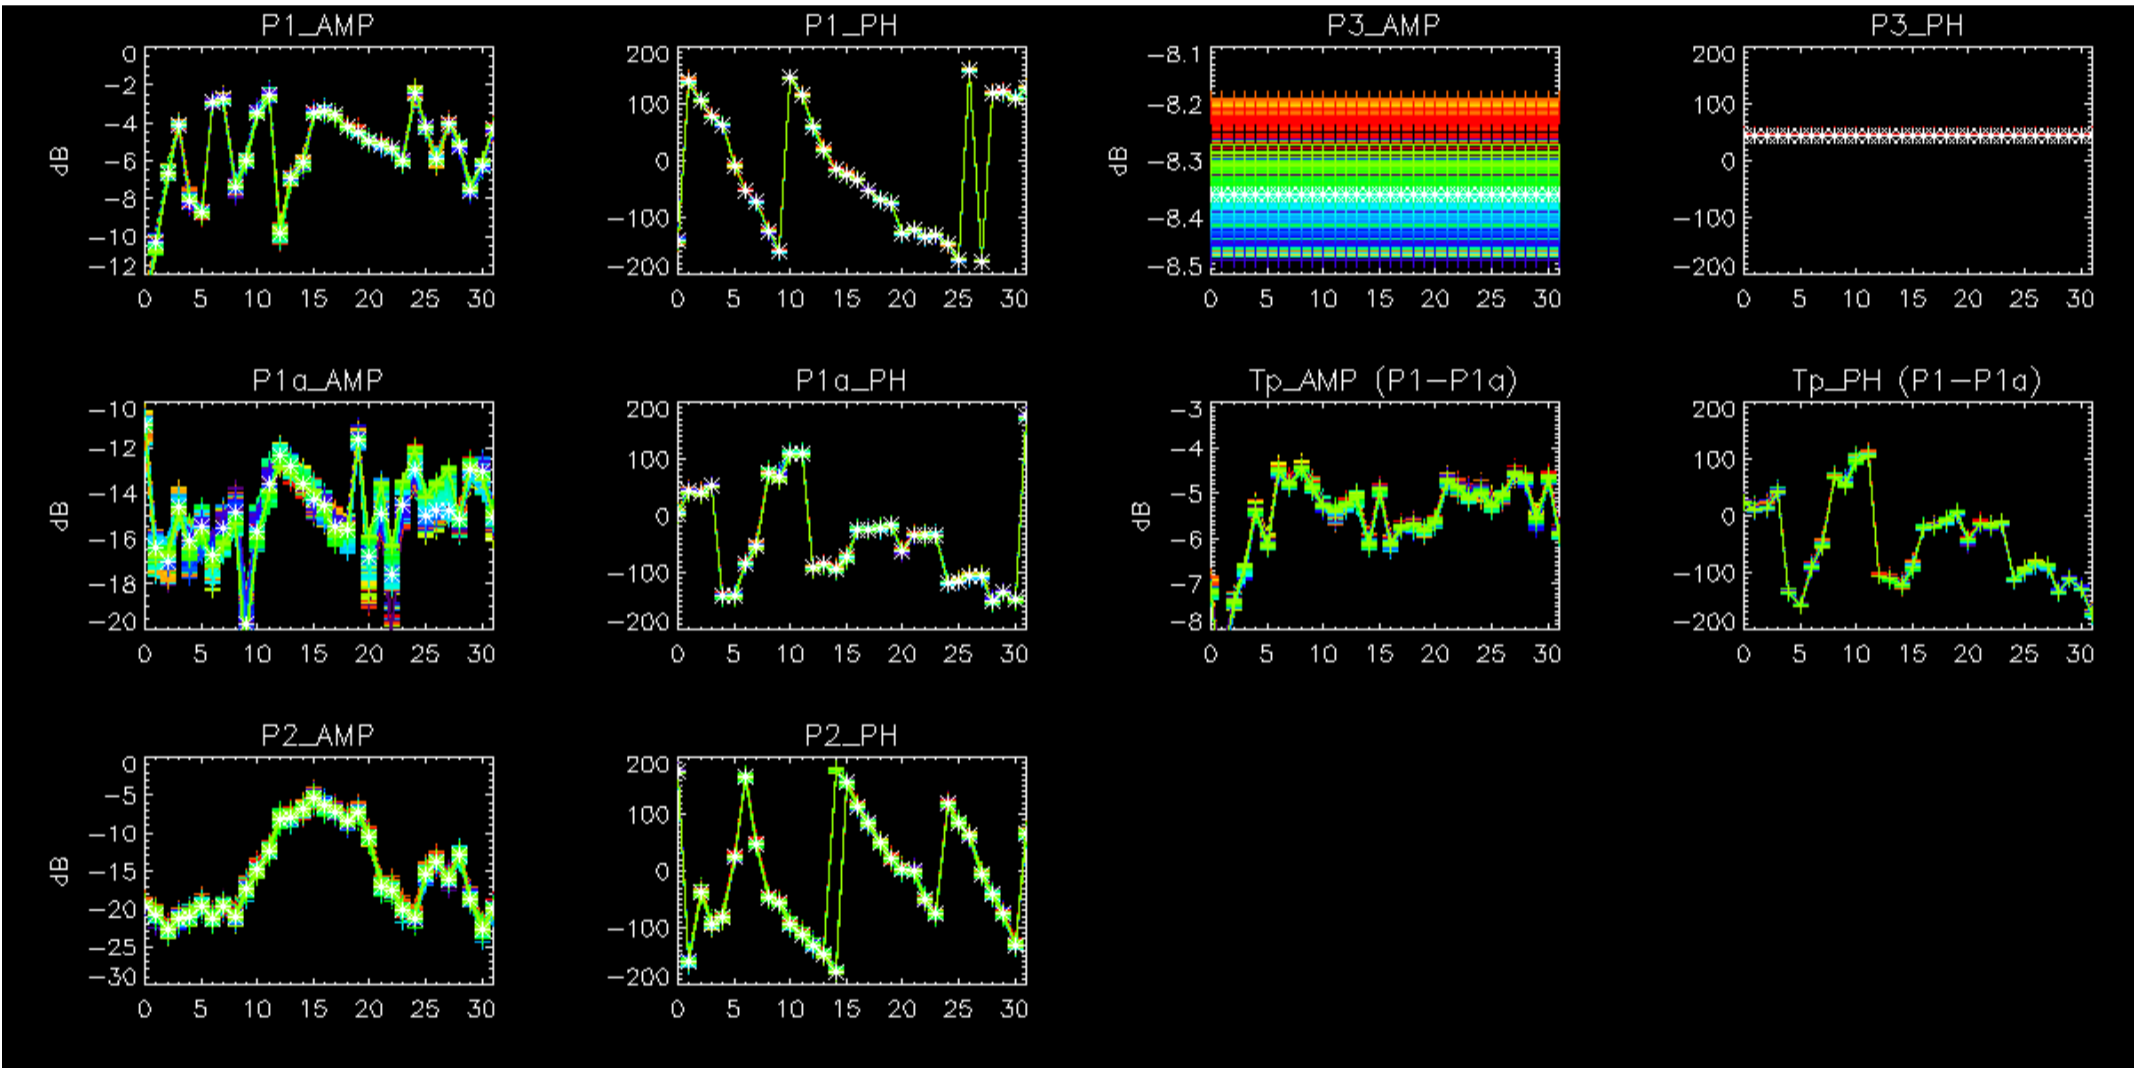 P1_AMP
P1_PH
P3_AMP
P3_PH
dB
0
−2
−4
−6
−8
−10
−12
0 5 10 15 20 25 30
200
100
0
−100
−200
0 5 10 15 20 25 30
dB
−8.1
−8.2
−8.3
−8.4
−8.5
0 5 10 15 20 25 30
200
100
0
−100
−200
0 5 10 15 20 25 30
P1a_AMP
P1a_PH
Tp_AMP (P1−P1a)
Tp_PH (P1−P1a)
dB
−10
−12
−14
−16
−18
−20
0 5 10 15 20 25 30
200
100
0
−100
−200
0 5 10 15 20 25 30
dB
−3
−4
−5
−6
−7
−8
0 5 10 15 20 25 30
200
100
0
−100
−200
0 5 10 15 20 25 30
P2_AMP
P2_PH
dB
0
−5
−10
−15
−20
−25
−30
0 5 10 15 20 25 30
200
100
0
−100
−200
0 5 10 15 20 25 30